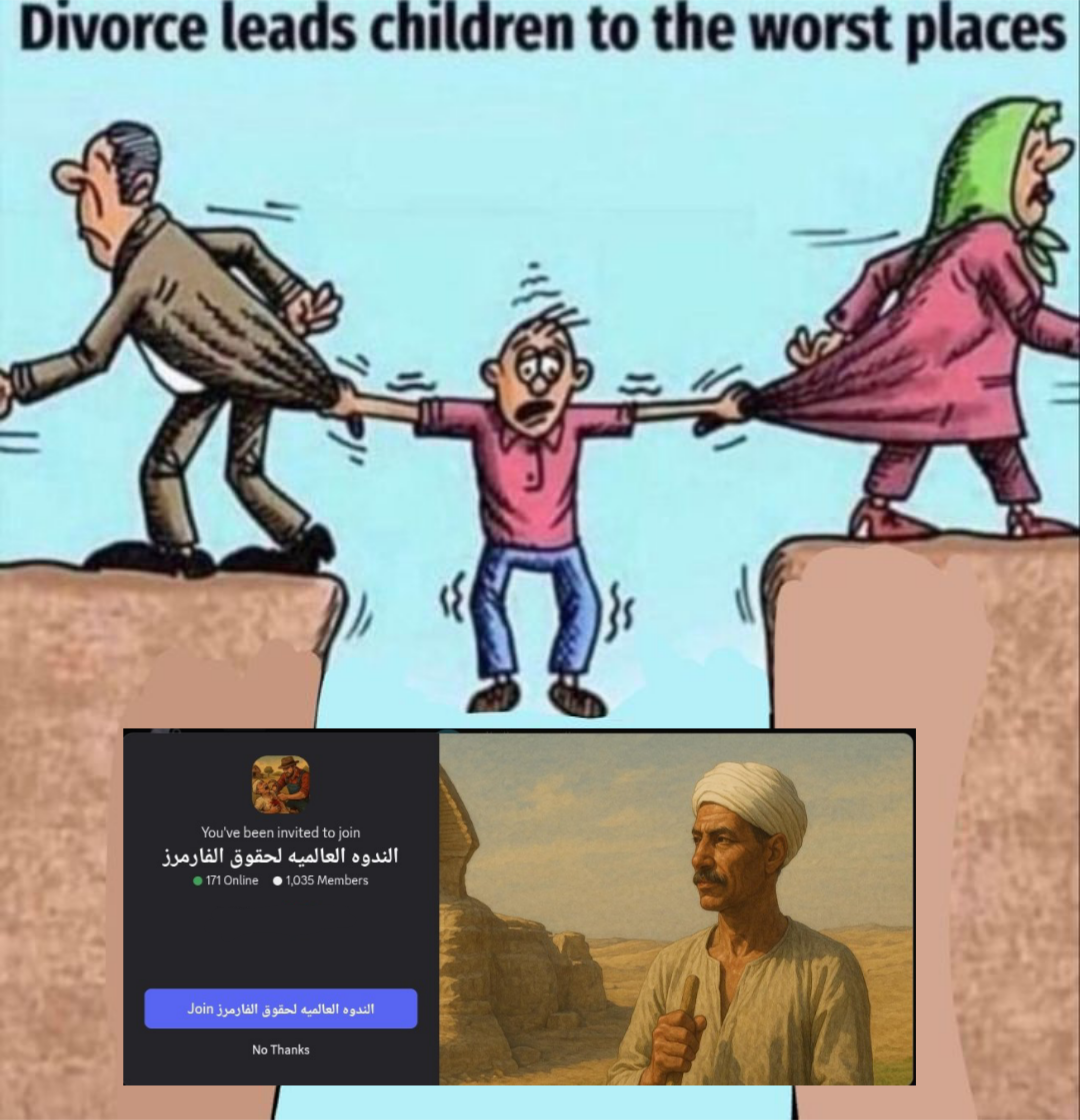 Divorce leads children to the worst places
You've been invited to join
الندوه العالميه لحقوق الفارمرز
171 Online 1,035 Members
Join الندوه العالميه لحقوق الفارمرز
No Thanks